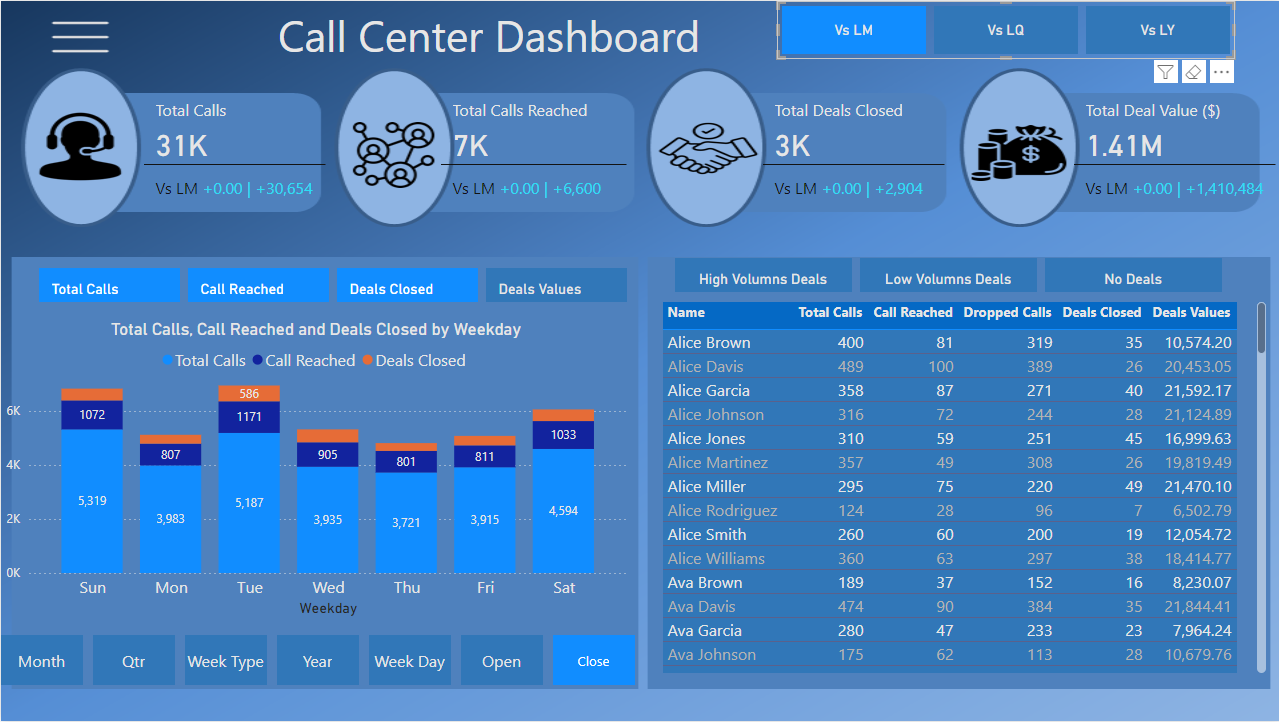 Call Center Dashboard
Vs LM Vs LQ Vs LY
Total Calls
31K
Vs LM +0.00 | +30,654
Total Calls Reached
7K
Vs LM +0.00 | +6,600
Total Deals Closed
3K
Vs LM +0.00 | +2,904
Total Deal Value ($)
1.41M
Vs LM +0.00 | +1,410,484
$
Total Calls Call Reached Deals Closed Deals Values
Total Calls, Call Reached and Deals Closed by Weekday
Total Calls Call Reached Deals Closed
586
1072 1171
6K
807 905 801 811 1033
4K
5,319 3,983 5,187 3,935 3,721 3,915 4,594
2K
0K
Sun Mon Tue Wed Thu Fri Sat
Weekday
Month Qtr Week Type Year Week Day Open Close
High Volumns Deals Low Volumns Deals No Deals
Name Total Calls Call Reached Dropped Calls Deals Closed Deals Values
Alice Brown 400 81 319 35 10,574.20
Alice Davis 489 100 389 26 20,453.05
Alice Garcia 358 87 271 40 21,592.17
Alice Johnson 316 72 244 28 21,124.89
Alice Jones 310 59 251 45 16,999.63
Alice Martinez 357 49 308 26 19,819.49
Alice Miller 295 75 220 49 21,470.10
Alice Rodriguez 124 28 96 7 6,502.79
Alice Smith 260 60 200 19 12,054.72
Alice Williams 360 63 297 38 18,414.77
Ava Brown 189 37 152 16 8,230.07
Ava Davis 474 90 384 35 21,844.41
Ava Garcia 280 47 233 23 7,964.24
Ava Johnson 175 62 113 28 10,679.76